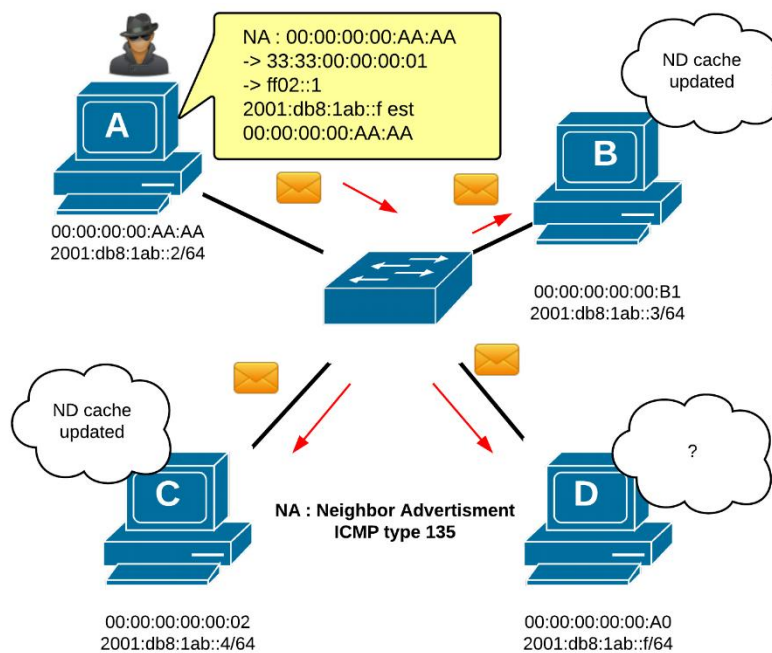 NA : 00:00:00:00:AA:AA
-> 33:33:00:00:00:01
-> ff02::1
2001:db8:1ab::f est
00:00:00:00:AA:AA
ND cache
updated
A
B
00:00:00:00:AA:AA
2001:db8:1ab::2/64
00:00:00:00:00:B1
2001:db8:1ab::3/64
ND cache
updated
?
C
D
NA : Neighbor Advertisment
ICMP type 135
00:00:00:00:00:02
2001:db8:1ab::4/64
00:00:00:00:00:A0
2001:db8:1ab::f/64